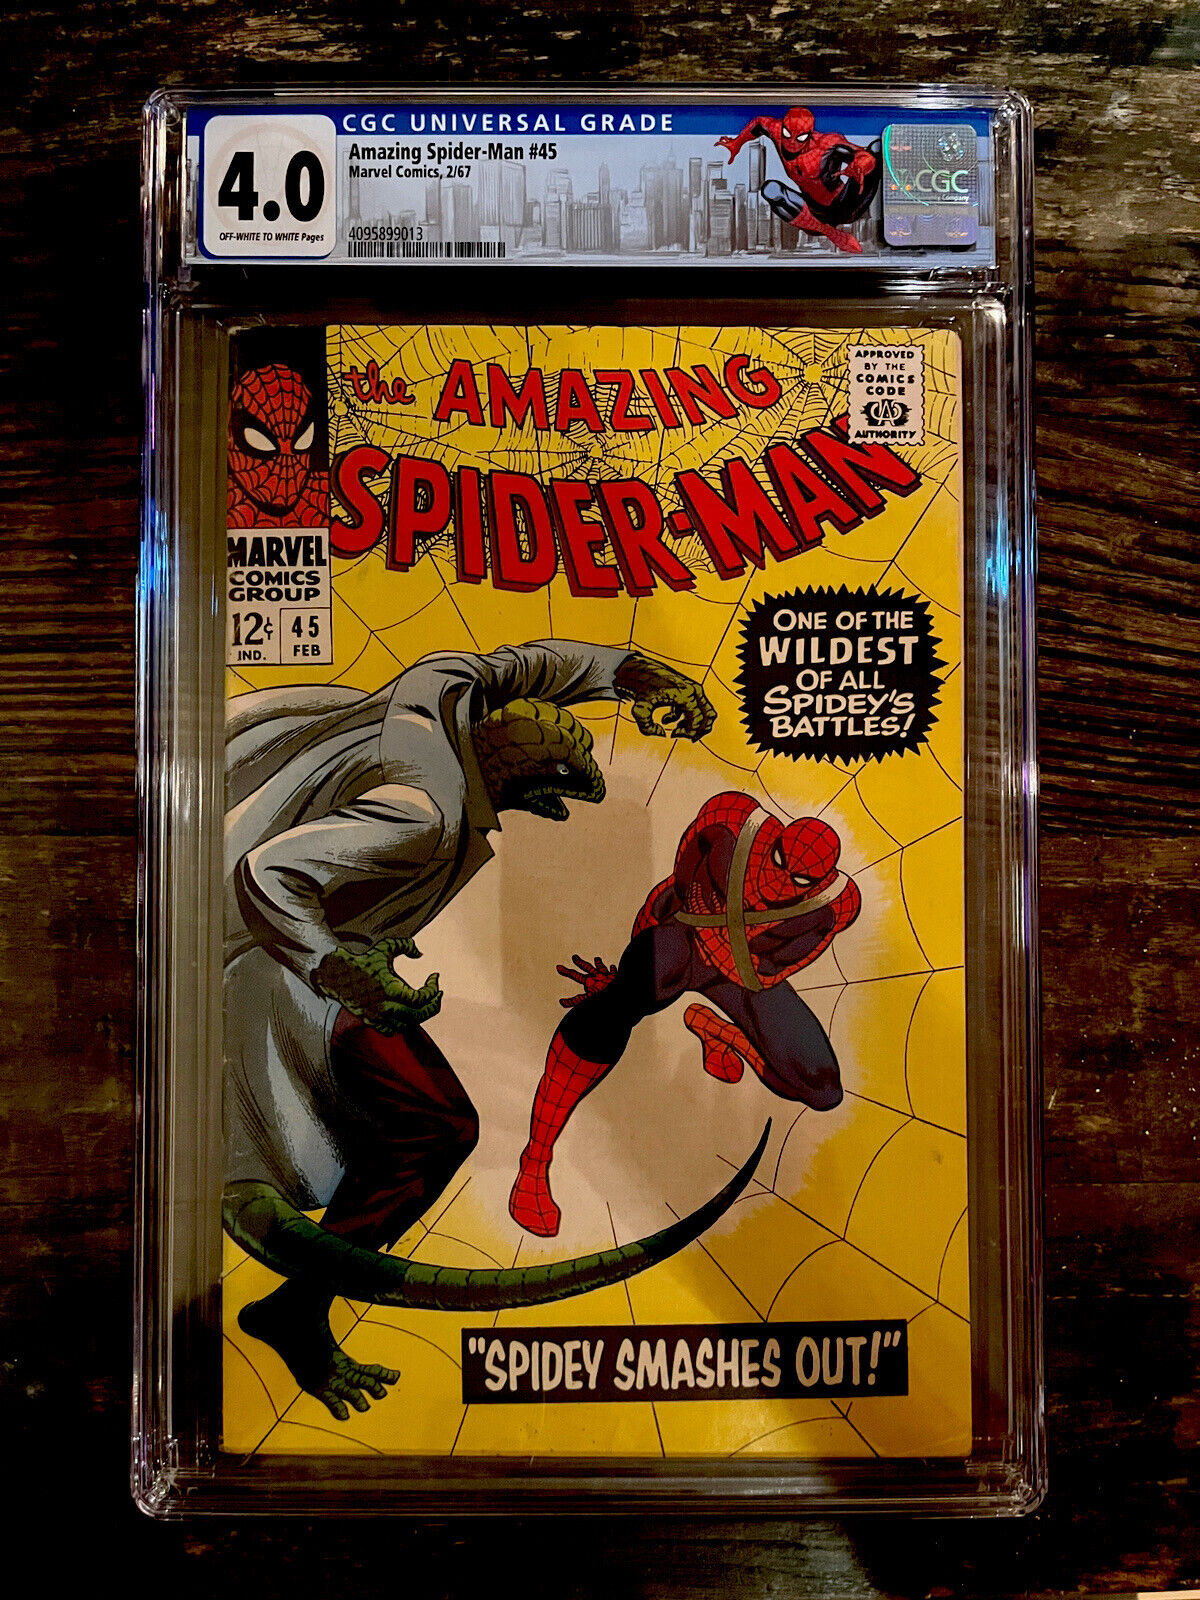 CGC UNIVERSAL GRADE
4.0
OFF-WHITE TO WHITE Pages
Amazing Spider-Man #45
Marvel Comics, 2/67
4095899013
CGC
the AMAZING
SPIDER-MAN
APPROVED
BY THE
COMICS
CODE
CA
AUTHORITY
MARVEL
COMICS
GROUP
12¢
IND.
45
FEB
ONE OF THE
WILDEST
OF ALL
SPIDEY'S
BATTLES!
"SPIDEY SMASHES OUT!"